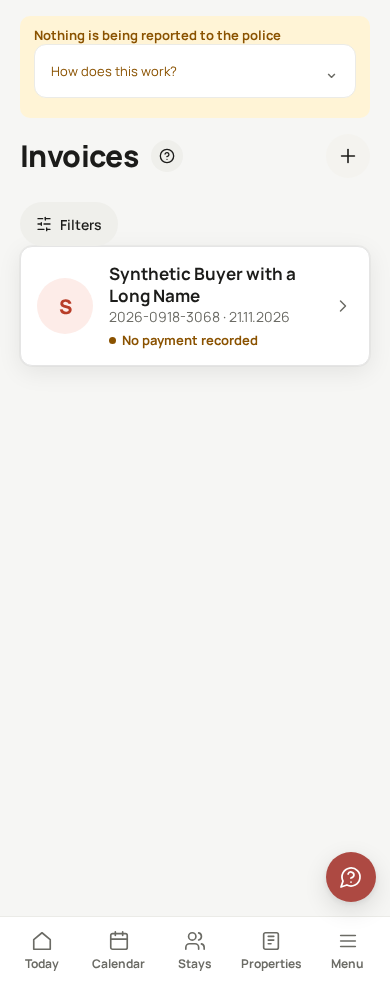 Nothing is being reported to the police
How does this work?
Invoices
Filters
S
Synthetic Buyer with a
Long Name
2026-0918-3068 · 21.11.2026
No payment recorded
Today
Calendar
Stays
Properties
Menu